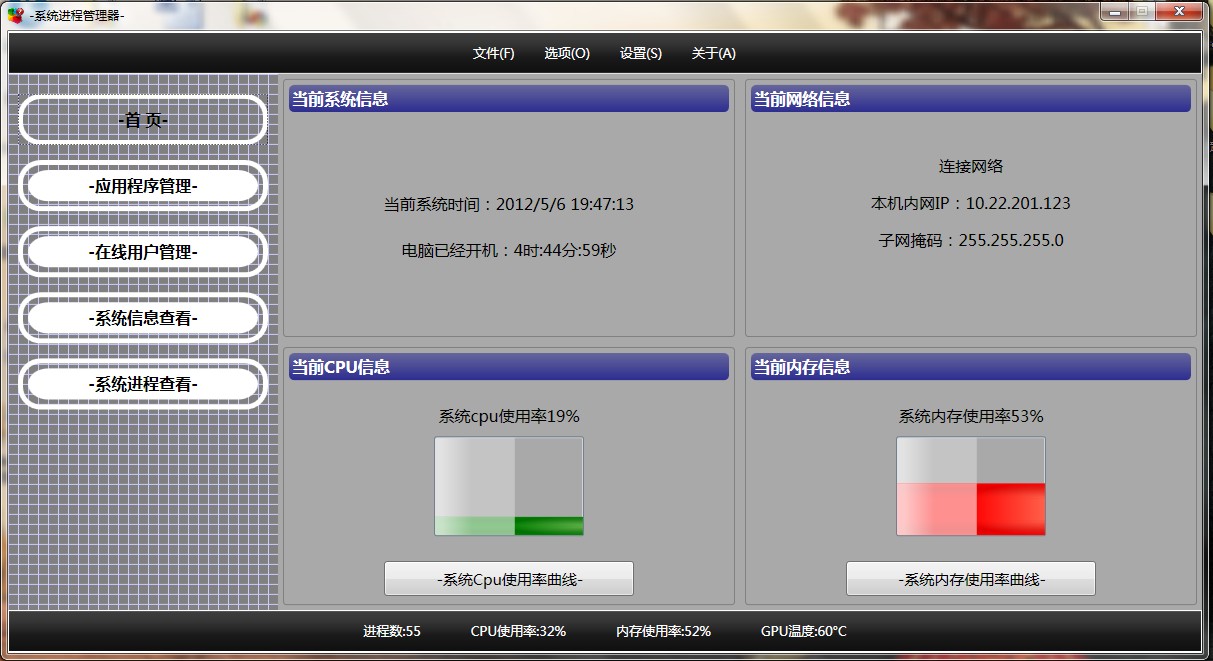 -系统进程管理器-
文件(F) 选项(O) 设置(S) 关于(A)
-首 页-
-应用程序管理-
-在线用户管理-
-系统信息查看-
-系统进程查看-
当前系统信息
当前系统时间：2012/5/6 19:47:13
电脑已经开机：4时:44分:59秒
当前网络信息
连接网络
本机内网IP：10.22.201.123
子网掩码：255.255.255.0
当前CPU信息
系统cpu使用率19%
-系统Cpu使用率曲线-
当前内存信息
系统内存使用率53%
-系统内存使用率曲线-
进程数:55 CPU使用率:32% 内存使用率:52% GPU温度:60°C